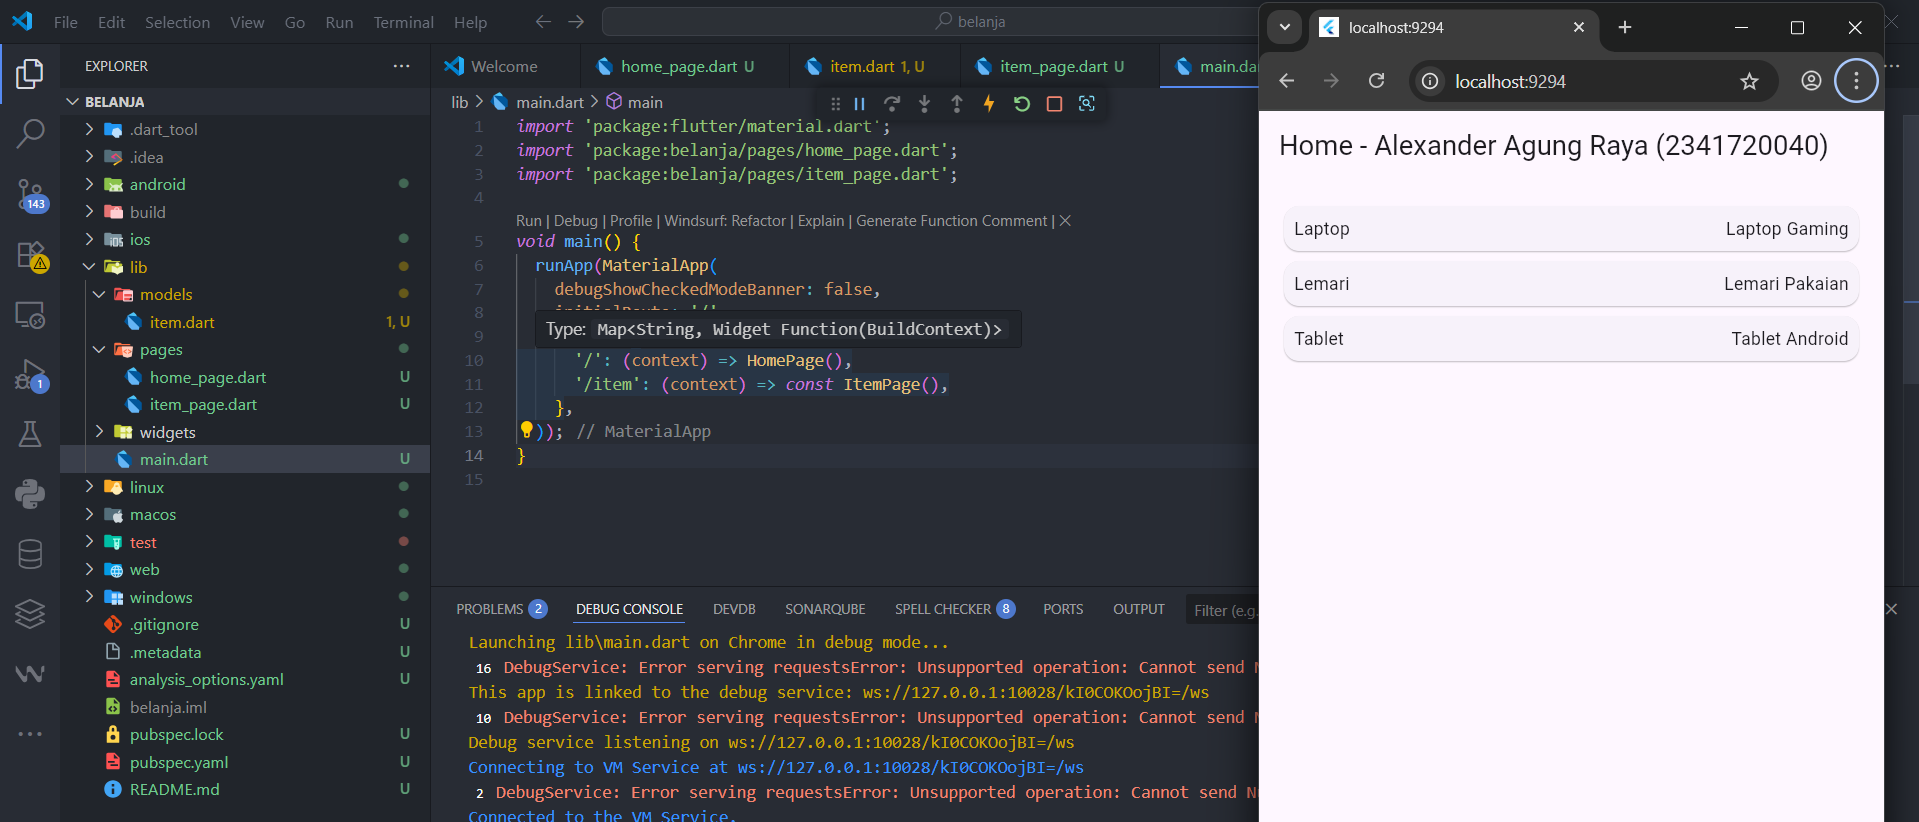 File Edit Selection View Go Run Terminal Help
belanja
EXPLORER
BELANJA
.dart_tool
.idea
android
build
ios
lib
models
item.dart 1, U
pages
home_page.dart U
item_page.dart U
widgets
main.dart U
linux
macos
test
web
windows
.gitignore U
.metadata U
analysis_options.yaml U
belanja.iml
pubspec.lock U
pubspec.yaml U
README.md U
143
1
Welcome
home_page.dart U
item.dart 1, U
item_page.dart U
main.da
lib > main.dart > main
1 import 'package:flutter/material.dart';
2 import 'package:belanja/pages/home_page.dart';
3 import 'package:belanja/pages/item_page.dart';
4
Run | Debug | Profile | Windsurf: Refactor | Explain | Generate Function Comment | X
5 void main() {
6 runApp(MaterialApp(
7 debugShowCheckedModeBanner: false,
8
9
Type: Map<String, Widget Function(BuildContext)>
10 '/': (context) => HomePage(),
11 '/item': (context) => const ItemPage(),
12 },
13 )); // MaterialApp
14 }
15
PROBLEMS 2 DEBUG CONSOLE DEVDB SONARQUBE SPELL CHECKER 8 PORTS OUTPUT
Filter (e.g.
Launching lib\main.dart on Chrome in debug mode...
16 DebugService: Error serving requestsError: Unsupported operation: Cannot send
This app is linked to the debug service: ws://127.0.0.1:10028/kI0COKOojBI=/ws
10 DebugService: Error serving requestsError: Unsupported operation: Cannot send
Debug service listening on ws://127.0.0.1:10028/kI0COKOojBI=/ws
Connecting to VM Service at ws://127.0.0.1:10028/kI0COKOojBI=/ws
2 DebugService: Error serving requestsError: Unsupported operation: Cannot send
Connected to the VM Service.
localhost:9294
localhost:9294
Home - Alexander Agung Raya (2341720040)
Laptop Laptop Gaming
Lemari Lemari Pakaian
Tablet Tablet Android